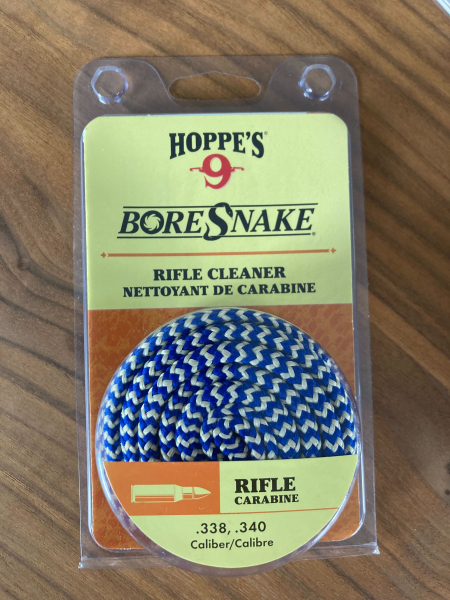 HOPPE'S
9
BORESNAKE®
RIFLE CLEANER
NETTOYANT DE CARABINE
RIFLE
CARABINE
.338, .340
Caliber/Calibre